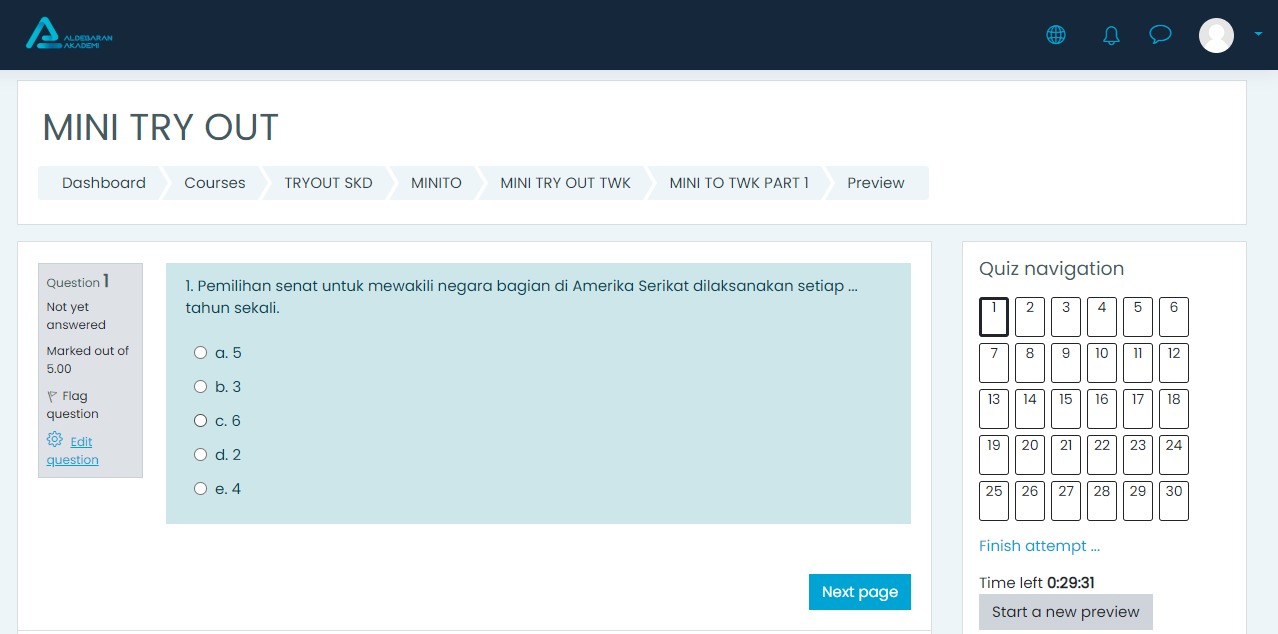 ALDEBARAN
AKADEMI
MINI TRY OUT
Dashboard Courses TRYOUT SKD MINITO MINI TRY OUT TWK MINI TO TWK PART 1 Preview
Question 1
Not yet
answered
Marked out of
5.00
Flag
question
Edit
question
1. Pemilihan senat untuk mewakili negara bagian di Amerika Serikat dilaksanakan setiap ...
tahun sekali.
a. 5
b. 3
c. 6
d. 2
e. 4
Next page
Quiz navigation
1 2 3 4 5 6
7 8 9 10 11 12
13 14 15 16 17 18
19 20 21 22 23 24
25 26 27 28 29 30
Finish attempt ...
Time left 0:29:31
Start a new preview